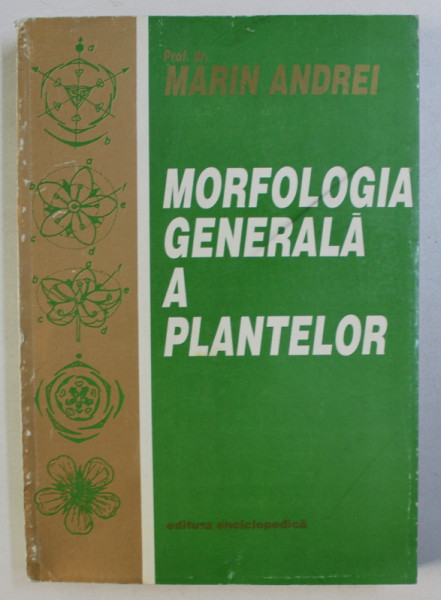 Prof. dr.
MARIN ANDREI
MORFOLOGIA
GENERALĂ
A
PLANTELOR
editura enciclopedică
a
b
a
b
e
c
d
a
b
e
c
d